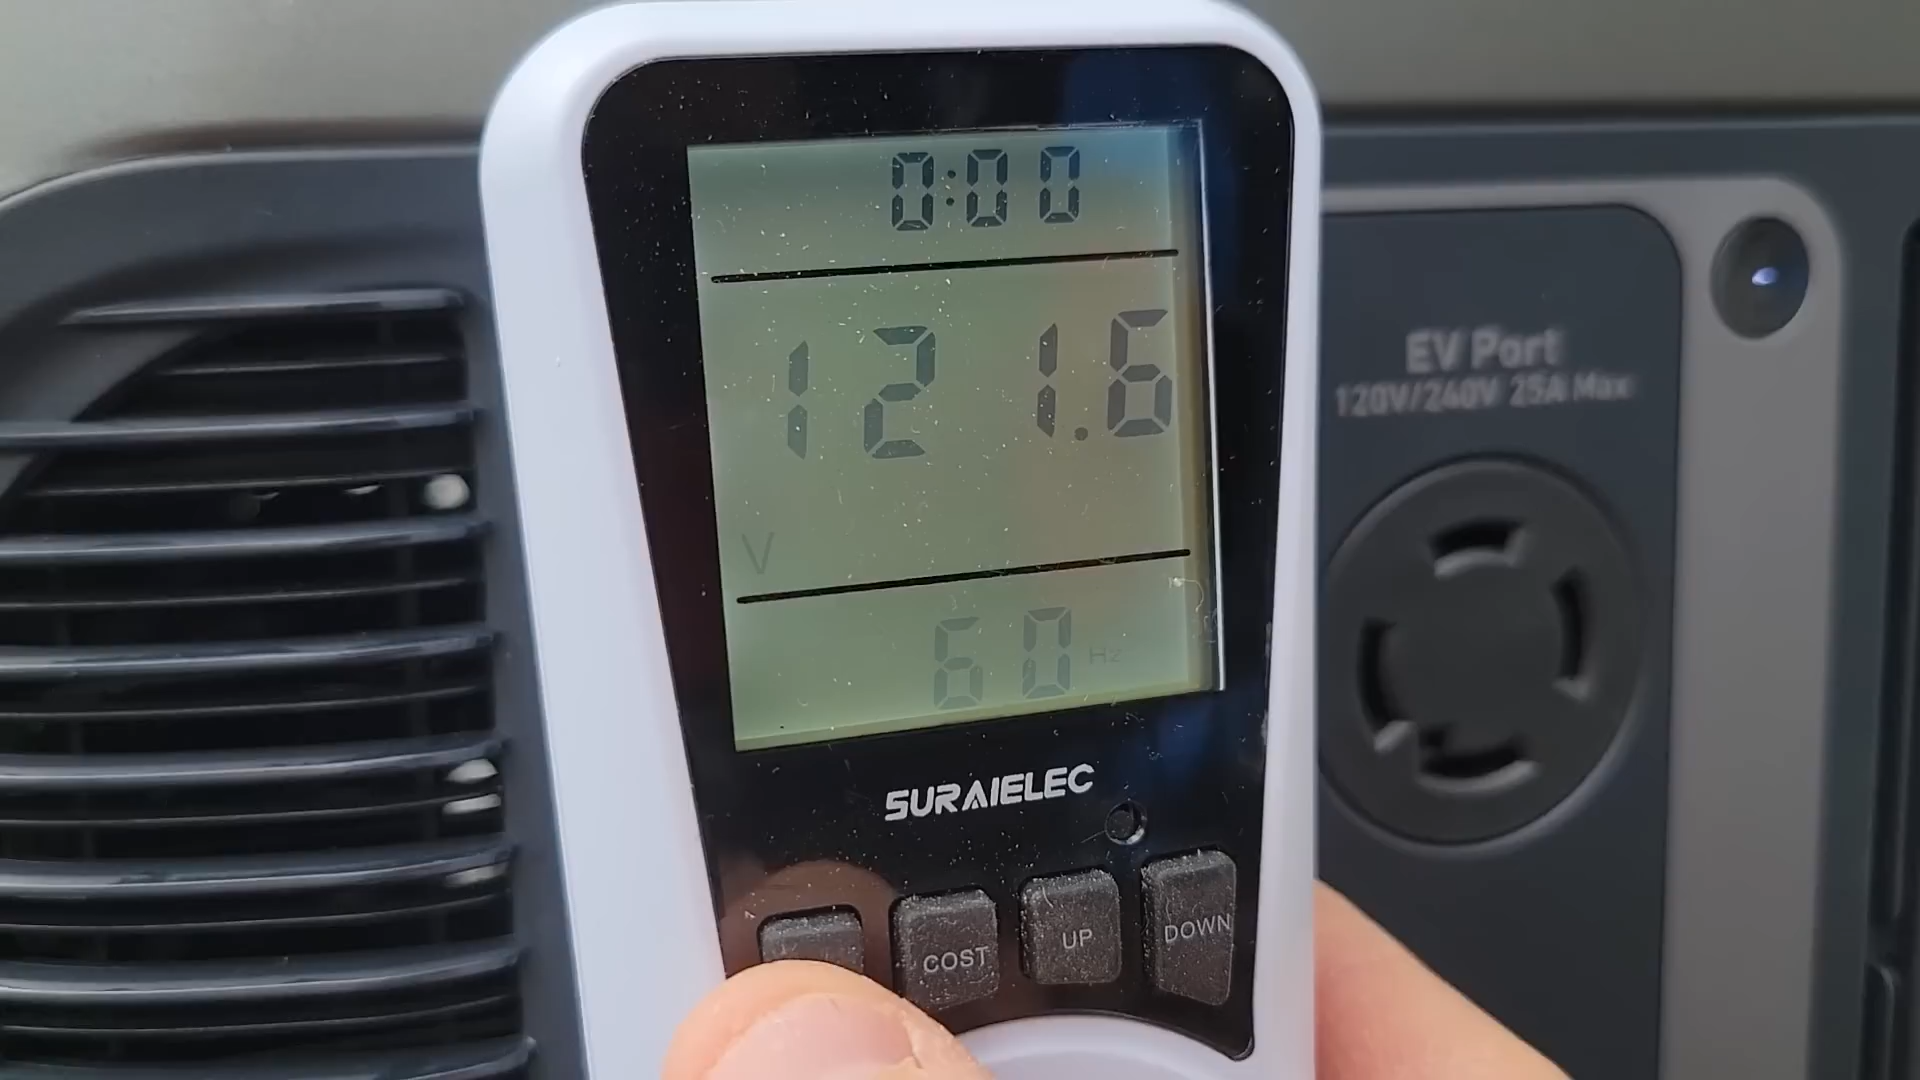 0:00
121.6
V
60 Hz
SURAIELEC
COST
UP
DOWN
EV Port
120V/240V 25A Max